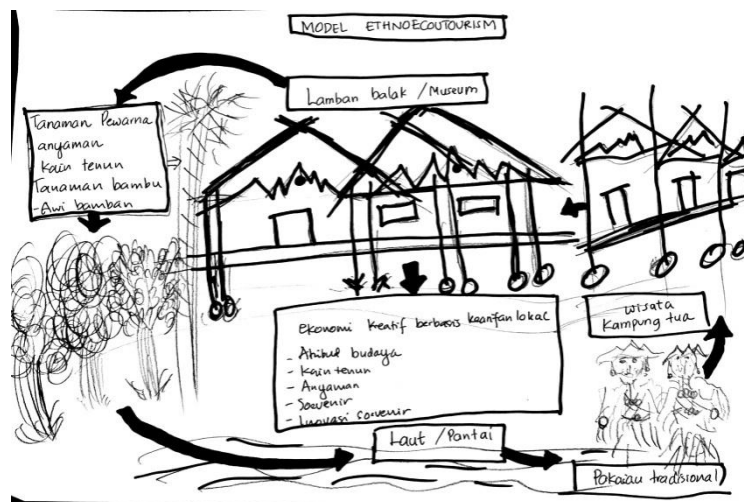 MODEL ETHNOECOUTOURISM
Lamban balak / Museum
Tanaman Pewarna
anyaman
Kain tenun
Tanaman bambu
- Awi bamban
Ekonomi kreatif berbasis kearifan lokal
- Atribut budaya
- Kain tenun
- Anyaman
- Souvenir
- Inovasi souvenir
wisata
kampung tua
Laut / Pantai
Pakaian tradisional